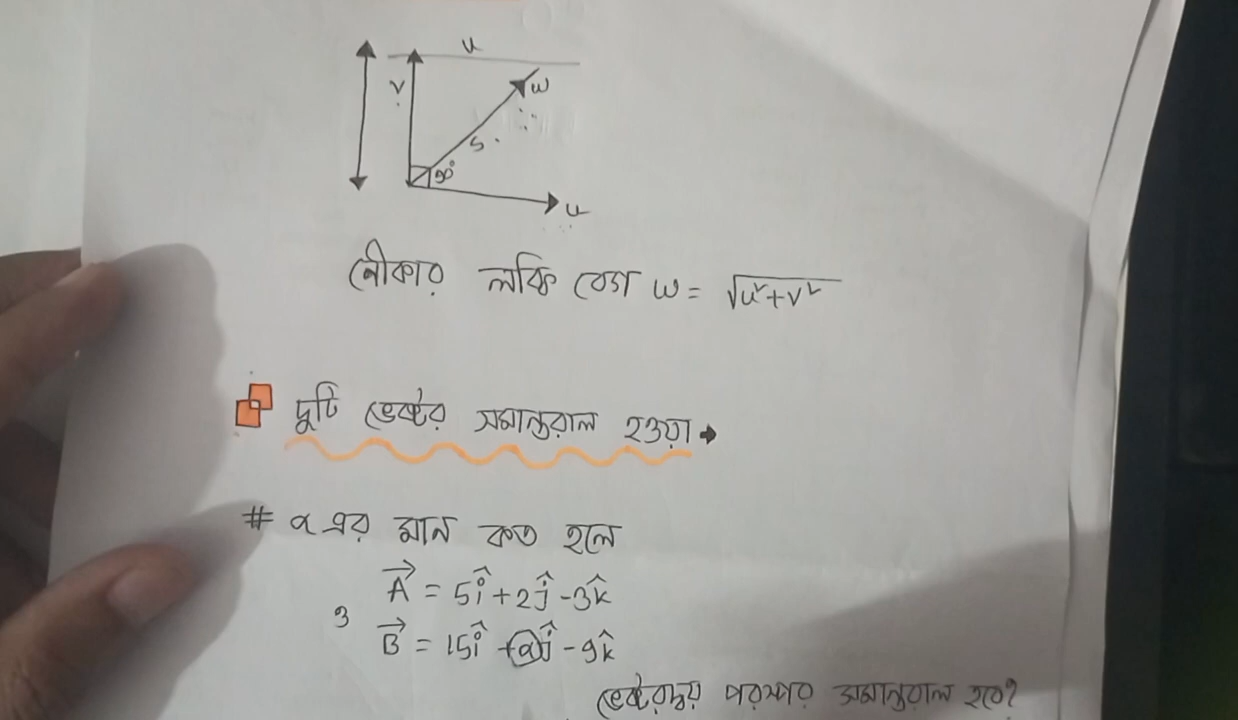 u
v
w
s
90°
u
নৌকার লব্ধি বেগ w = √u²+v²
দুটি ভেক্টর সমান্তরাল হওয়া →
# a এর মান কত হলে
A⃗ = 5î + 2ĵ - 3k̂
ও B⃗ = 15î + aĵ - 9k̂
ভেক্টরদ্বয় পরস্পর সমান্তরাল হবে?